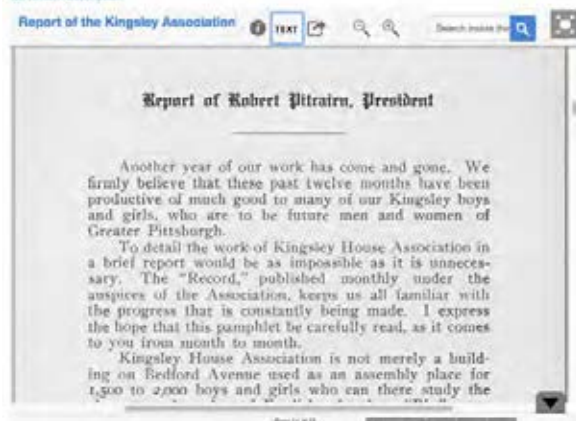 Report of the Kingsley Association
TEXT
Search inside this
Report of Robert Pitcairn, President
Another year of our work has come and gone. We
firmly believe that these past twelve months have been
productive of much good to many of our Kingsley boys
and girls, who are to be future men and women of
Greater Pittsburgh.
To detail the work of Kingsley House Association in
a brief report would be as impossible as it is unneces-
sary. The "Record," published monthly under the
auspices of the Association, keeps us all familiar with
the progress that is constantly being made. I express
the hope that this pamphlet be carefully read, as it comes
to you from month to month.
Kingsley House Association is not merely a build-
ing on Bedford Avenue used as an assembly place for
1,500 to 2,000 boys and girls who can there study the